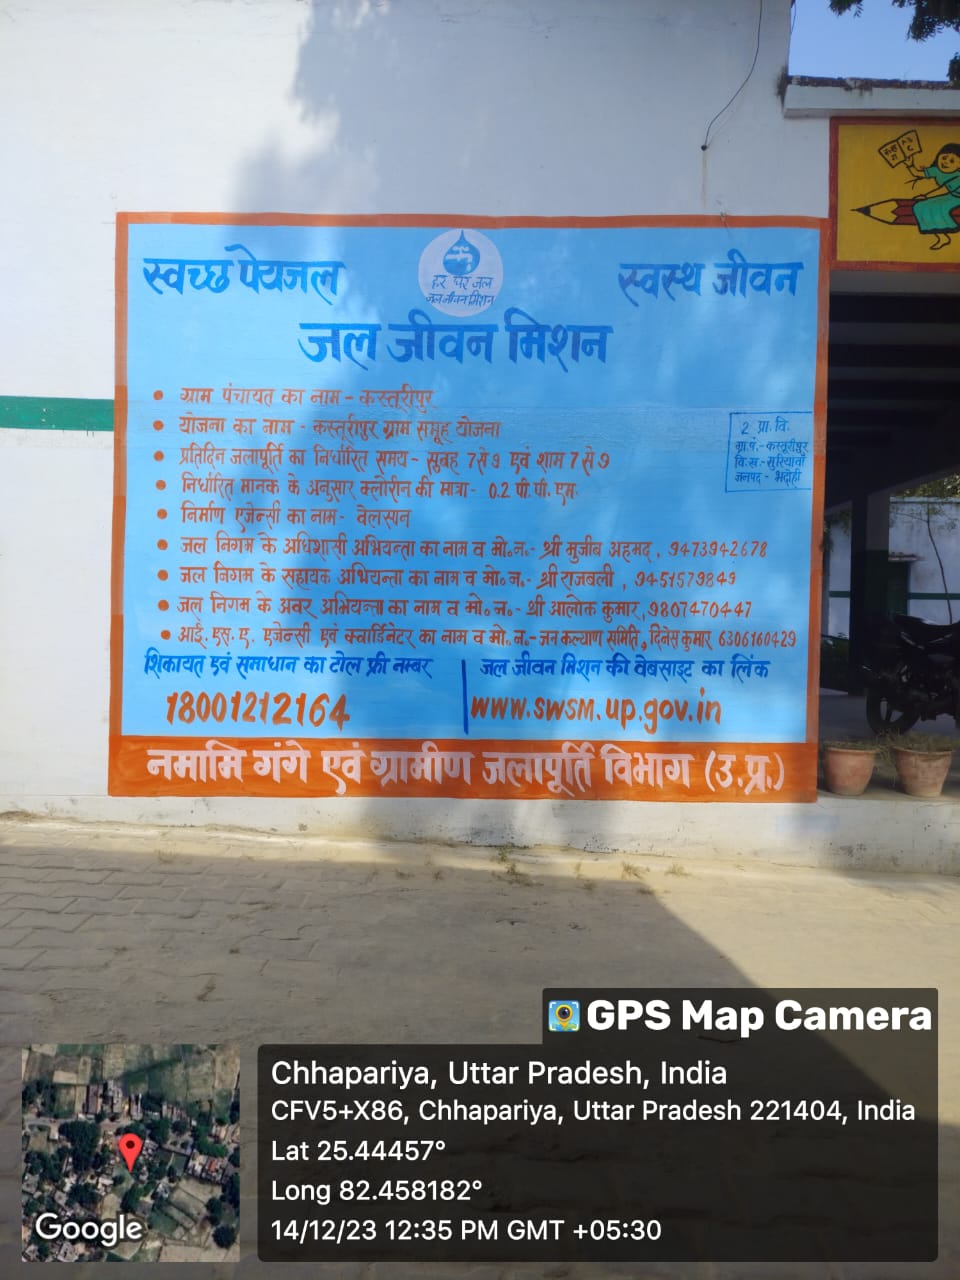 स्वच्छ पेयजल
हर घर जल
जल जीवन मिशन
स्वस्थ जीवन
जल जीवन मिशन
• ग्राम पंचायत का नाम - कस्तूरीपुर
• योजना का नाम - कस्तूरीपुर ग्राम समूह योजना
• प्रतिदिन जलापूर्ति का निर्धारित समय - सुबह 7 से 9 एवं शाम 7 से 9
• निर्धारित मानक के अनुसार क्लोरीन की मात्रा - 0.2 पी. पी. एम.
• निर्माण एजेन्सी का नाम - वेलस्पन
• जल निगम के अधिशासी अभियन्ता का नाम व मो.न. - श्री मुजीब अहमद, 9473942678
• जल निगम के सहायक अभियन्ता का नाम व मो.न. - श्री राजबली, 9451579849
• जल निगम के अवर अभियन्ता का नाम व मो.न. - श्री आलोक कुमार, 9807470447
• आई. एस. ए. एजेन्सी एवं क्वार्डिनेटर का नाम व मो.न. - जन कल्याण समिति, दिनेस कुमार 6306160429
2 प्रा. वि.
ग्रा. पं. - कस्तूरीपुर
वि. ख. - सुरियावाँ
जनपद - भदोही
शिकायत एवं समाधान का टोल फ्री नम्बर
18001212164
जल जीवन मिशन की वेबसाइट का लिंक
www.swsm.up.gov.in
नमामि गंगे एवं ग्रामीण जलापूर्ति विभाग (उ.प्र.)
GPS Map Camera
Chhapariya, Uttar Pradesh, India
CFV5+X86, Chhapariya, Uttar Pradesh 221404, India
Lat 25.44457°
Long 82.458182°
14/12/23 12:35 PM GMT +05:30
Google